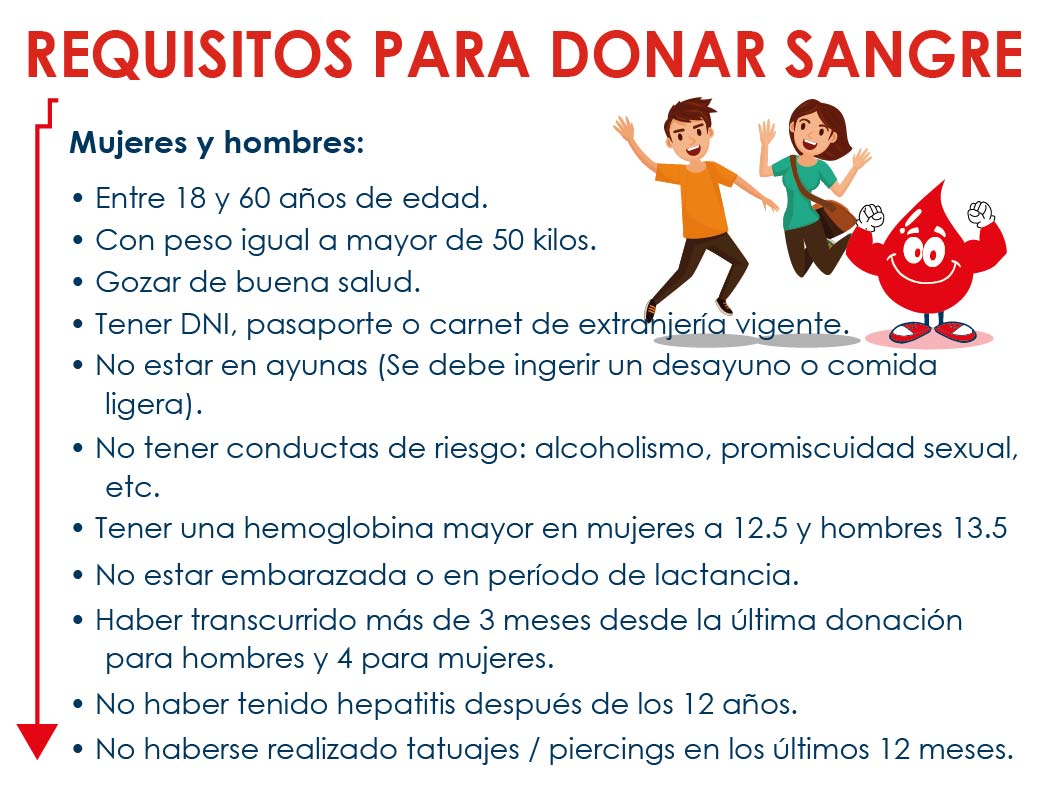 REQUISITOS PARA DONAR SANGRE
Mujeres y hombres:
• Entre 18 y 60 años de edad.
• Con peso igual a mayor de 50 kilos.
• Gozar de buena salud.
• Tener DNI, pasaporte o carnet de extranjería vigente.
• No estar en ayunas (Se debe ingerir un desayuno o comida
ligera).
• No tener conductas de riesgo: alcoholismo, promiscuidad sexual,
etc.
• Tener una hemoglobina mayor en mujeres a 12.5 y hombres 13.5
• No estar embarazada o en período de lactancia.
• Haber transcurrido más de 3 meses desde la última donación
para hombres y 4 para mujeres.
• No haber tenido hepatitis después de los 12 años.
• No haberse realizado tatuajes / piercings en los últimos 12 meses.